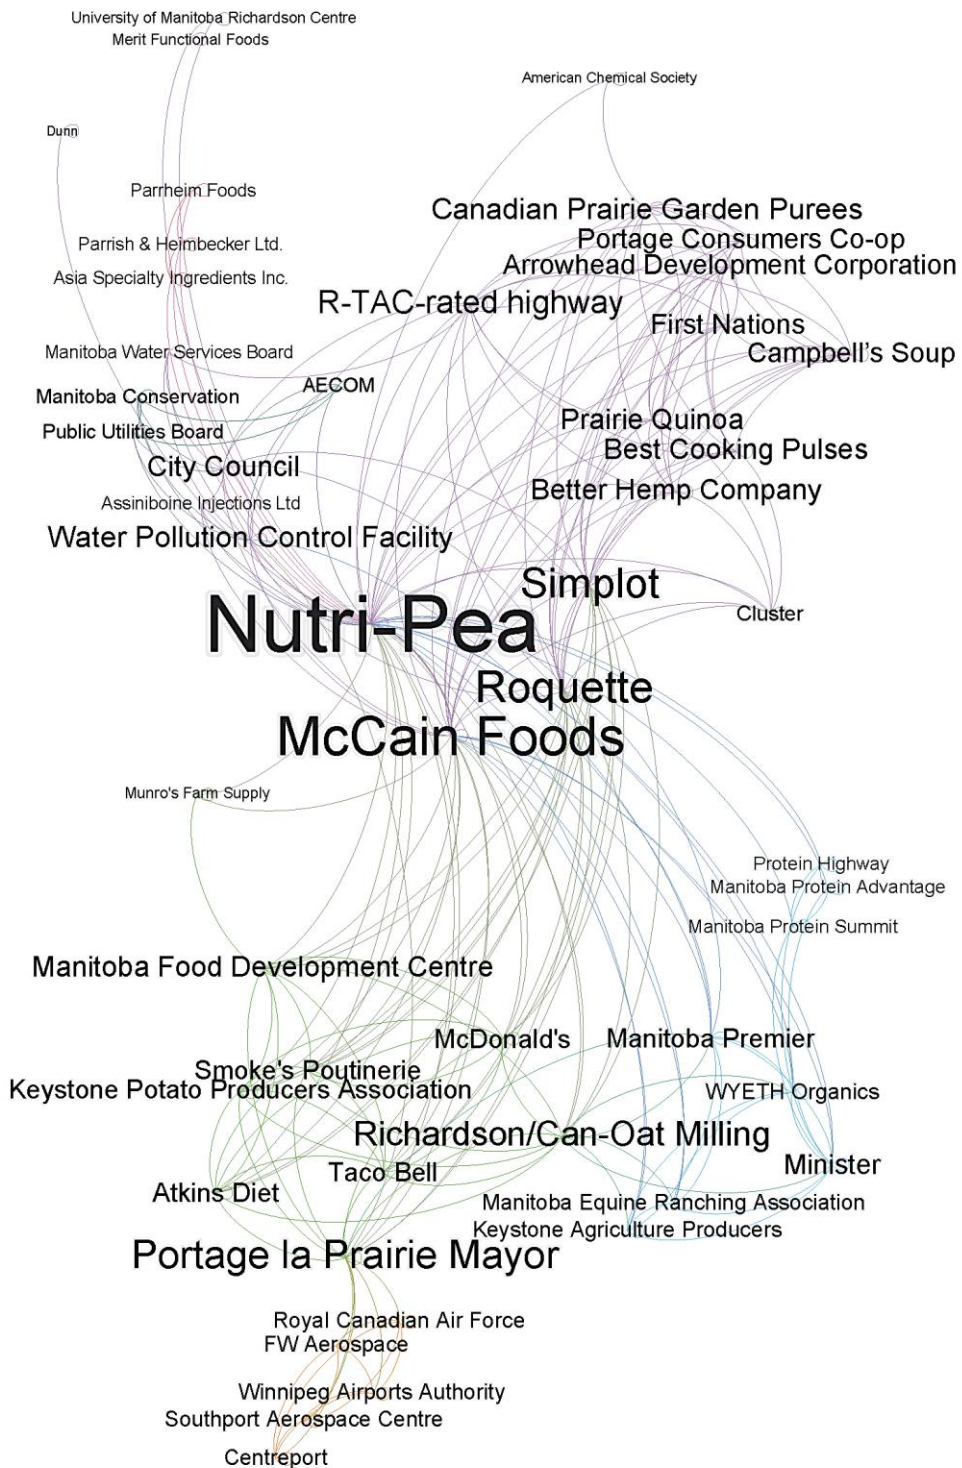 University of Manitoba Richardson Centre
Merit Functional Foods
American Chemical Society
Dunn
Parrheim Foods
Canadian Prairie Garden Purees
Portage Consumers Co-op
Parrish & Heimbecker Ltd.
Arrowhead Development Corporation
Asia Specialty Ingredients Inc.
R-TAC-rated highway
First Nations
Manitoba Water Services Board
Campbell's Soup
AECOM
Manitoba Conservation
Prairie Quinoa
Public Utilities Board
Best Cooking Pulses
City Council
Better Hemp Company
Assiniboine Injections Ltd
Water Pollution Control Facility
Simplot
Cluster
Nutri-Pea
Roquette
McCain Foods
Munro's Farm Supply
Protein Highway
Manitoba Protein Advantage
Manitoba Protein Summit
Manitoba Food Development Centre
McDonald's
Manitoba Premier
Smoke's Poutinerie
Keystone Potato Producers Association
WYETH Organics
Richardson/Can-Oat Milling
Minister
Taco Bell
Atkins Diet
Manitoba Equine Ranching Association
Keystone Agriculture Producers
Portage la Prairie Mayor
Royal Canadian Air Force
FW Aerospace
Winnipeg Airports Authority
Southport Aerospace Centre
Centreport